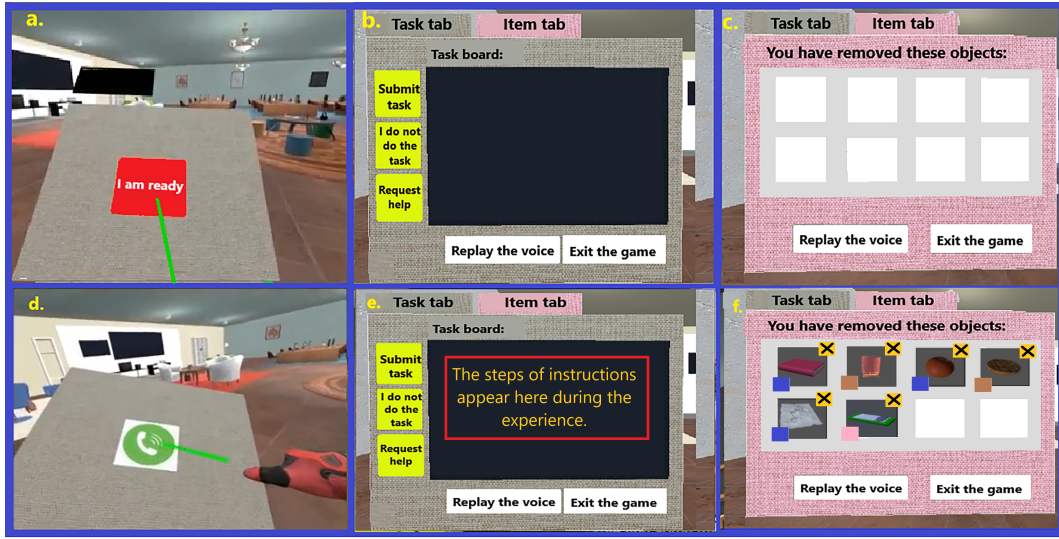 a.
I am ready
b.
Task tab
Item tab
Task board:
Submit
task
I do not
do the
task
Request
help
Replay the voice
Exit the game
c.
Task tab
Item tab
You have removed these objects:
Replay the voice
Exit the game
d.
e.
Task tab
Item tab
Task board:
Submit
task
I do not
do the
task
Request
help
The steps of instructions
appear here during the
experience.
Replay the voice
Exit the game
f.
Task tab
Item tab
You have removed these objects:
Replay the voice
Exit the game